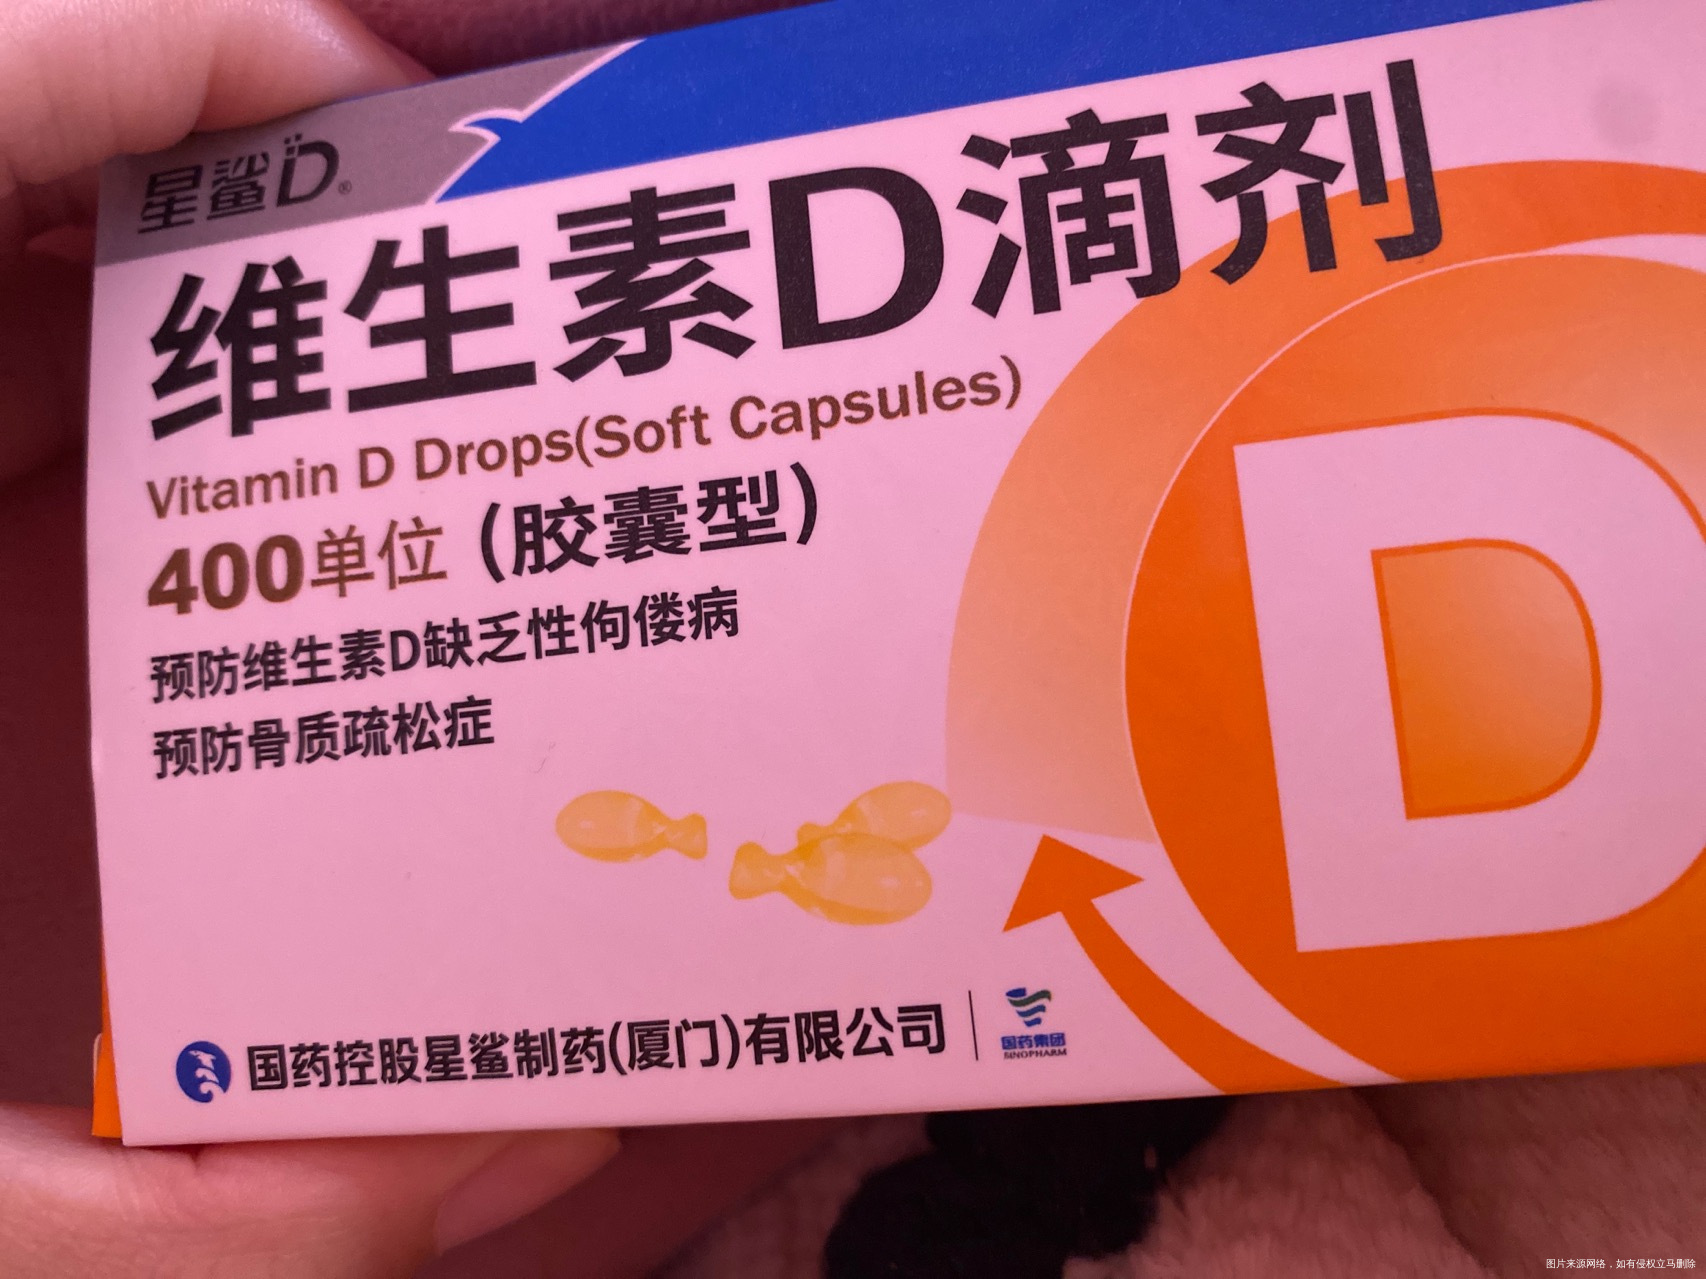 星鲨D®
维生素D滴剂
Vitamin D Drops(Soft Capsules)
400单位（胶囊型）
预防维生素D缺乏性佝偻病
预防骨质疏松症
D
国药控股星鲨制药(厦门)有限公司
国药集团
SINOPHARM
图片来源网络，如有侵权立马删除